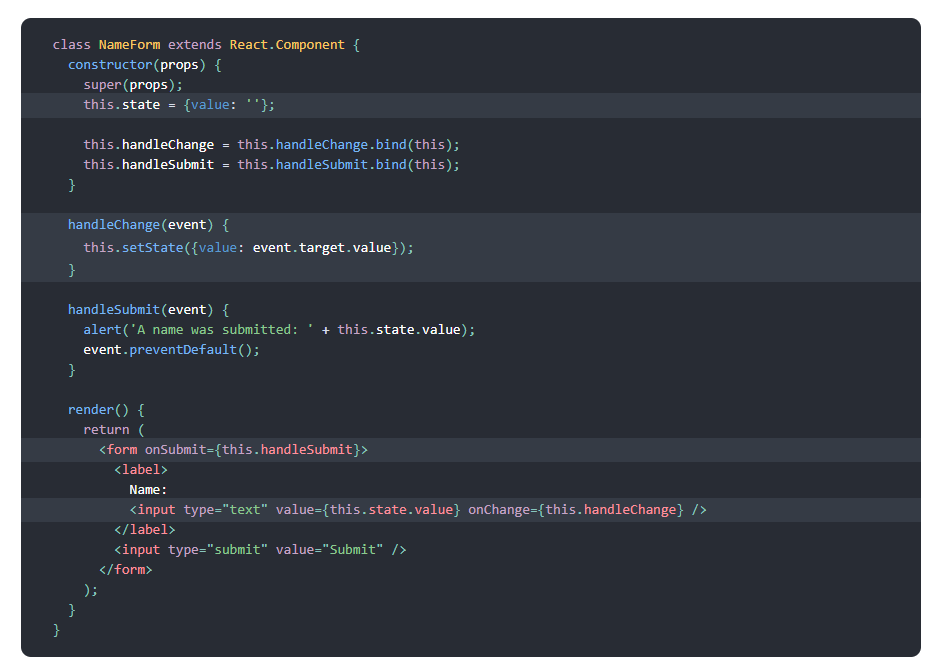 class NameForm extends React.Component {
  constructor(props) {
    super(props);
    this.state = {value: ''};

    this.handleChange = this.handleChange.bind(this);
    this.handleSubmit = this.handleSubmit.bind(this);
  }

  handleChange(event) {
    this.setState({value: event.target.value});
  }

  handleSubmit(event) {
    alert('A name was submitted: ' + this.state.value);
    event.preventDefault();
  }

  render() {
    return (
      <form onSubmit={this.handleSubmit}>
        <label>
          Name:
          <input type="text" value={this.state.value} onChange={this.handleChange} />
        </label>
        <input type="submit" value="Submit" />
      </form>
    );
  }
}